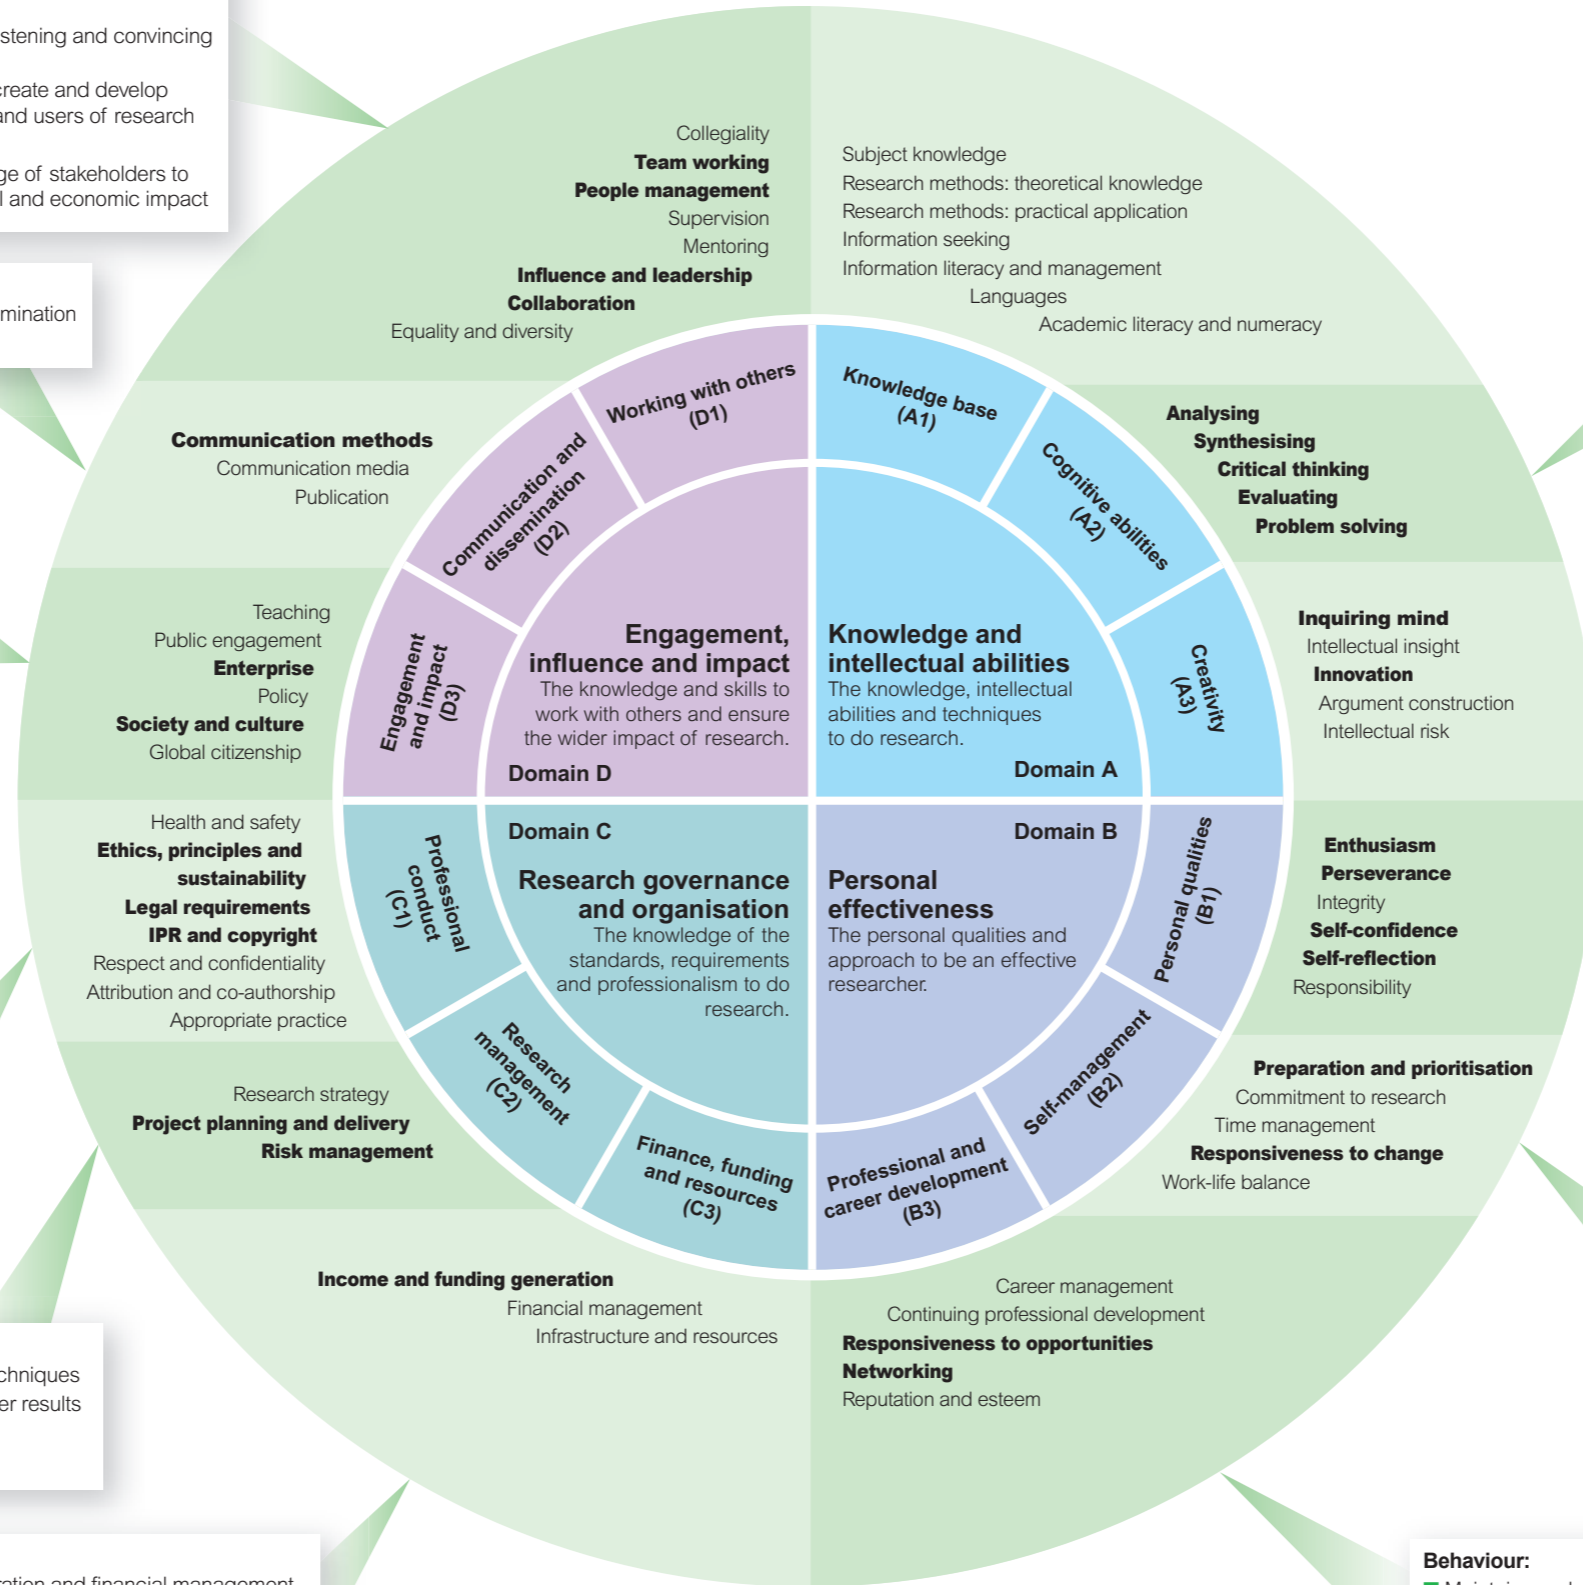 stening and convincing
create and develop
and users of research
ge of stakeholders to
l and economic impact
mination
Collegiality
Team working
People management
Supervision
Mentoring
Influence and leadership
Collaboration
Equality and diversity
Subject knowledge
Research methods: theoretical knowledge
Research methods: practical application
Information seeking
Information literacy and management
Languages
Academic literacy and numeracy
Communication methods
Communication media
Publication
Analysing
Synthesising
Critical thinking
Evaluating
Problem solving
Teaching
Public engagement
Enterprise
Policy
Society and culture
Global citizenship
Inquiring mind
Intellectual insight
Innovation
Argument construction
Intellectual risk
Health and safety
Ethics, principles and
sustainability
Legal requirements
IPR and copyright
Respect and confidentiality
Attribution and co-authorship
Appropriate practice
Enthusiasm
Perseverance
Integrity
Self-confidence
Self-reflection
Responsibility
Research strategy
Project planning and delivery
Risk management
Preparation and prioritisation
Commitment to research
Time management
Responsiveness to change
Work-life balance
Income and funding generation
Financial management
Infrastructure and resources
Career management
Continuing professional development
Responsiveness to opportunities
Networking
Reputation and esteem
Working with others
(D1)
Knowledge base
(A1)
Communication and
dissemination
(D2)
Cognitive abilities
(A2)
Engagement
and impact
(D3)
Creativity
(A3)
Professional
conduct
(C1)
Personal qualities
(B1)
Research
management
(C2)
Self-management
(B2)
Finance, funding
and resources
(C3)
Professional and
career development
(B3)
Engagement,
influence and impact
The knowledge and skills to
work with others and ensure
the wider impact of research.
Domain D
Knowledge and
intellectual abilities
The knowledge, intellectual
abilities and techniques
to do research.
Domain A
Domain C
Research governance
and organisation
The knowledge of the
standards, requirements
and professionalism to do
research.
Domain B
Personal
effectiveness
The personal qualities and
approach to be an effective
researcher.
chniques
er results
ration and financial management
Behaviour: